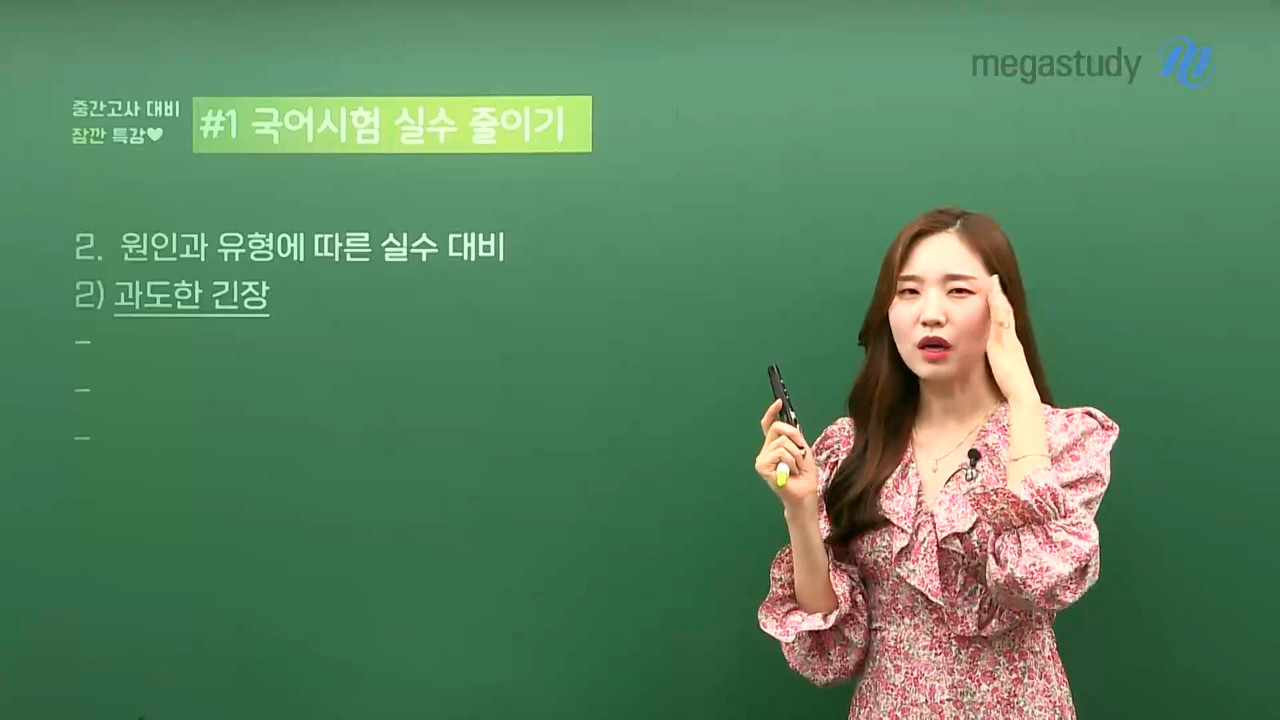 megastudy
중간고사 대비
잠깐 특강♥
#1 국어시험 실수 줄이기
2. 원인과 유형에 따른 실수 대비
2) 과도한 긴장
-
-
-